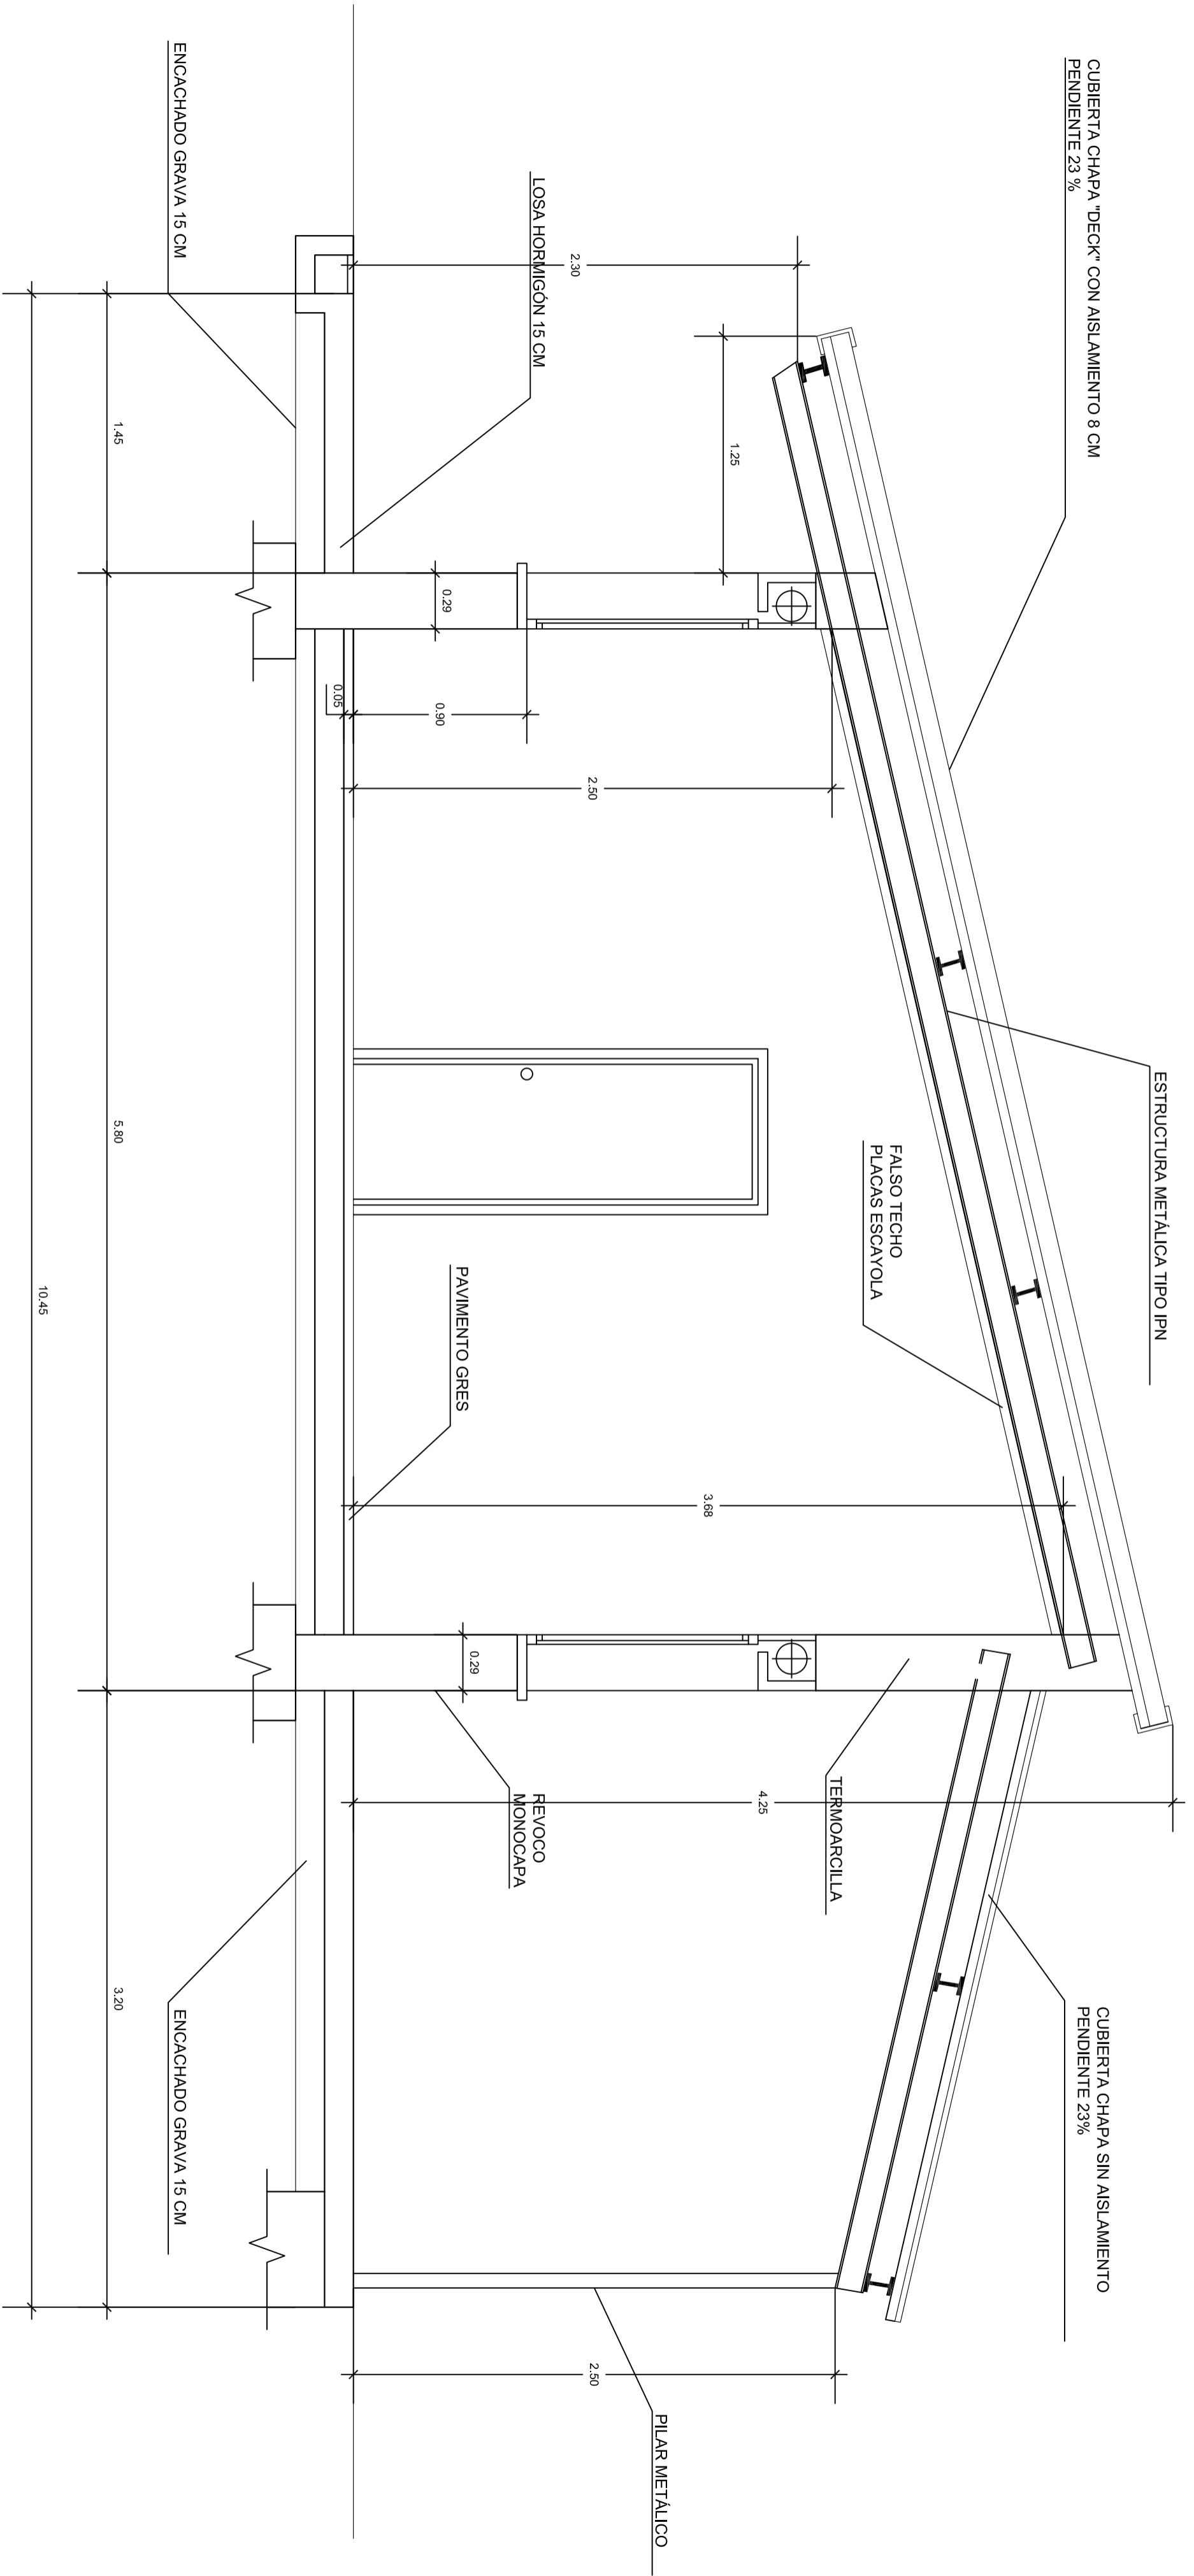 CUBIERTA CHAPA "DECK" CON AISLAMIENTO 8 CM
PENDIENTE 23 %
ESTRUCTURA METÁLICA TIPO IPN
CUBIERTA CHAPA SIN AISLAMIENTO
PENDIENTE 23%
FALSO TECHO
PLACAS ESCAYOLA
TERMOARCILLA
PILAR METÁLICO
LOSA HORMIGÓN 15 CM
REVOCO
MONOCAPA
PAVIMENTO GRES
ENCACHADO GRAVA 15 CM
ENCACHADO GRAVA 15 CM
1.25
2.30
0.29
0.90
0.05
2.50
3.68
0.29
4.25
2.50
1.45
5.80
3.20
10.45